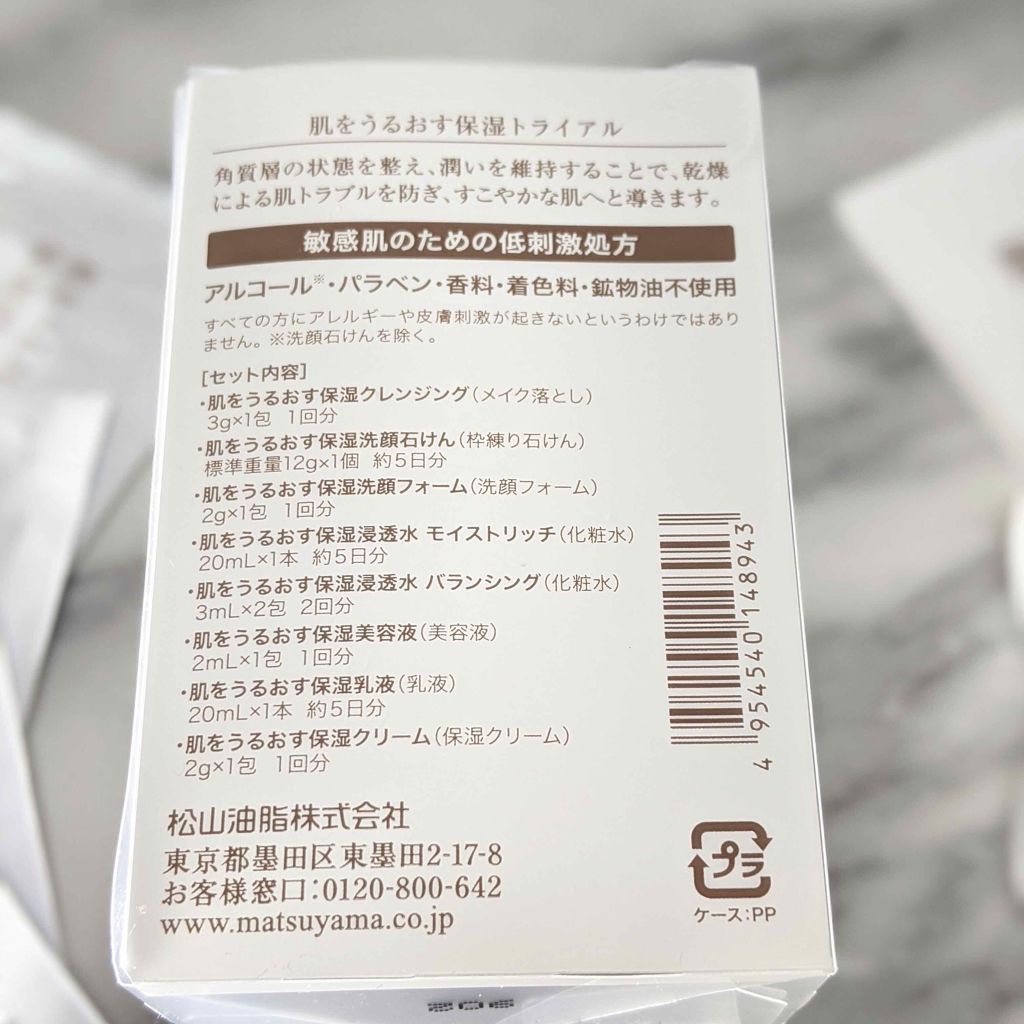 肌をうるおす保湿トライアル
角質層の状態を整え、潤いを維持することで、乾燥
による肌トラブルを防ぎ、すこやかな肌へと導きます。
敏感肌のための低刺激処方
アルコール※・パラベン・香料・着色料・鉱物油不使用
すべての方にアレルギーや皮膚刺激が起きないというわけではあり
ません。※洗顔石けんを除く。
[セット内容]
・肌をうるおす保湿クレンジング(メイク落とし)
3g×1包 1回分
・肌をうるおす保湿洗顔石けん(枠練り石けん)
標準重量12g×1個 約5日分
・肌をうるおす保湿洗顔フォーム(洗顔フォーム)
2g×1包 1回分
・肌をうるおす保湿浸透水 モイストリッチ(化粧水)
20mL×1本 約5日分
・肌をうるおす保湿浸透水 バランシング(化粧水)
3mL×2包 2回分
・肌をうるおす保湿美容液(美容液)
2mL×1包 1回分
・肌をうるおす保湿乳液(乳液)
20mL×1本 約5日分
・肌をうるおす保湿クリーム(保湿クリーム)
2g×1包 1回分
4 954540 148943
松山油脂株式会社
東京都墨田区東墨田2-17-8
お客様窓口:0120-800-642
www.matsuyama.co.jp
プラ
ケース:PP